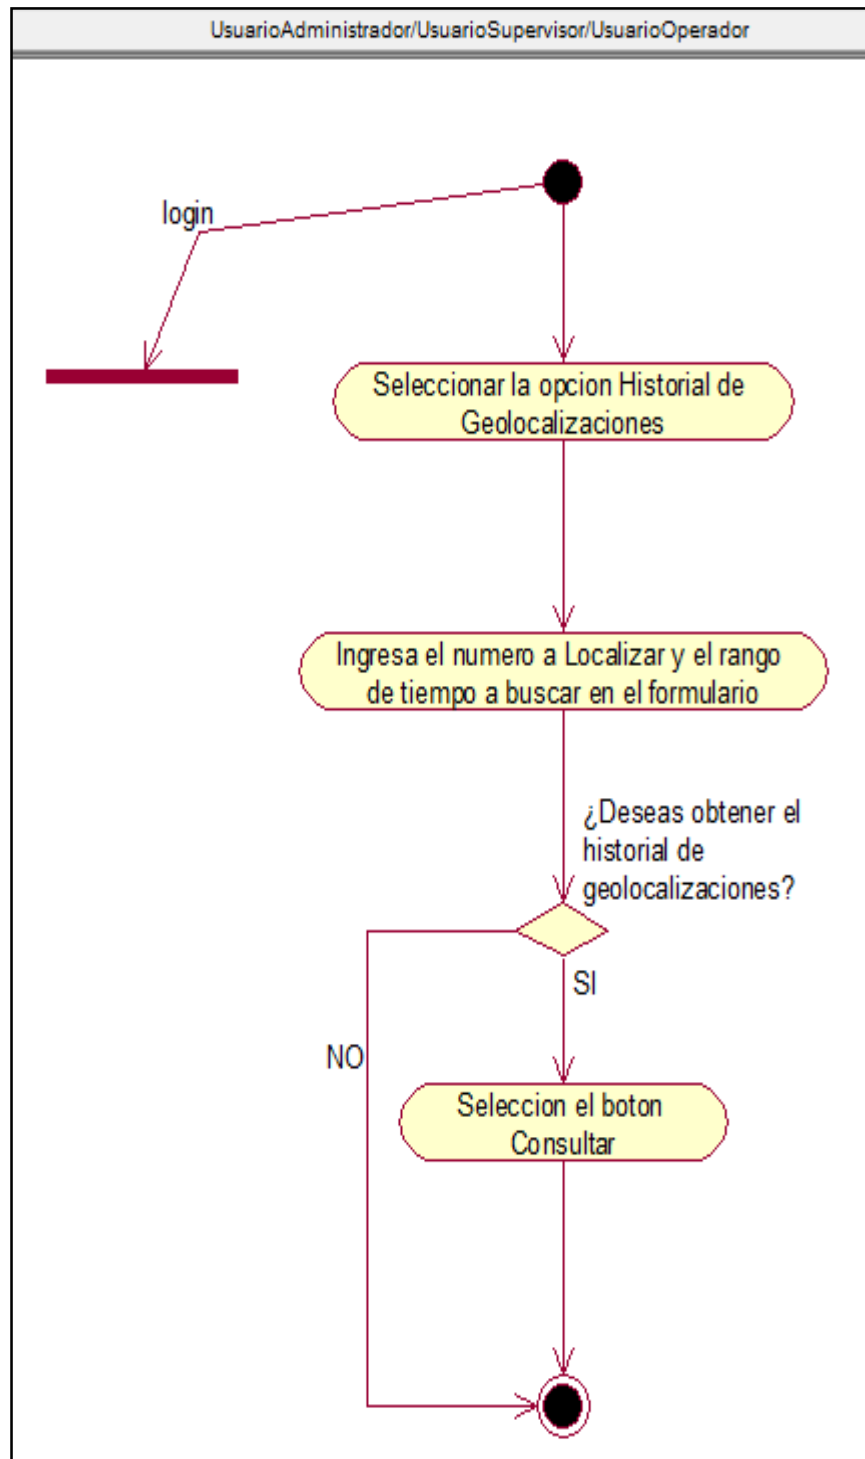 UsuarioAdministrador/UsuarioSupervisor/UsuarioOperador
login
Seleccionar la opcion Historial de
Geolocalizaciones
Ingresa el numero a Localizar y el rango
de tiempo a buscar en el formulario
¿Deseas obtener el
historial de
geolocalizaciones?
SI
NO
Seleccion el boton
Consultar